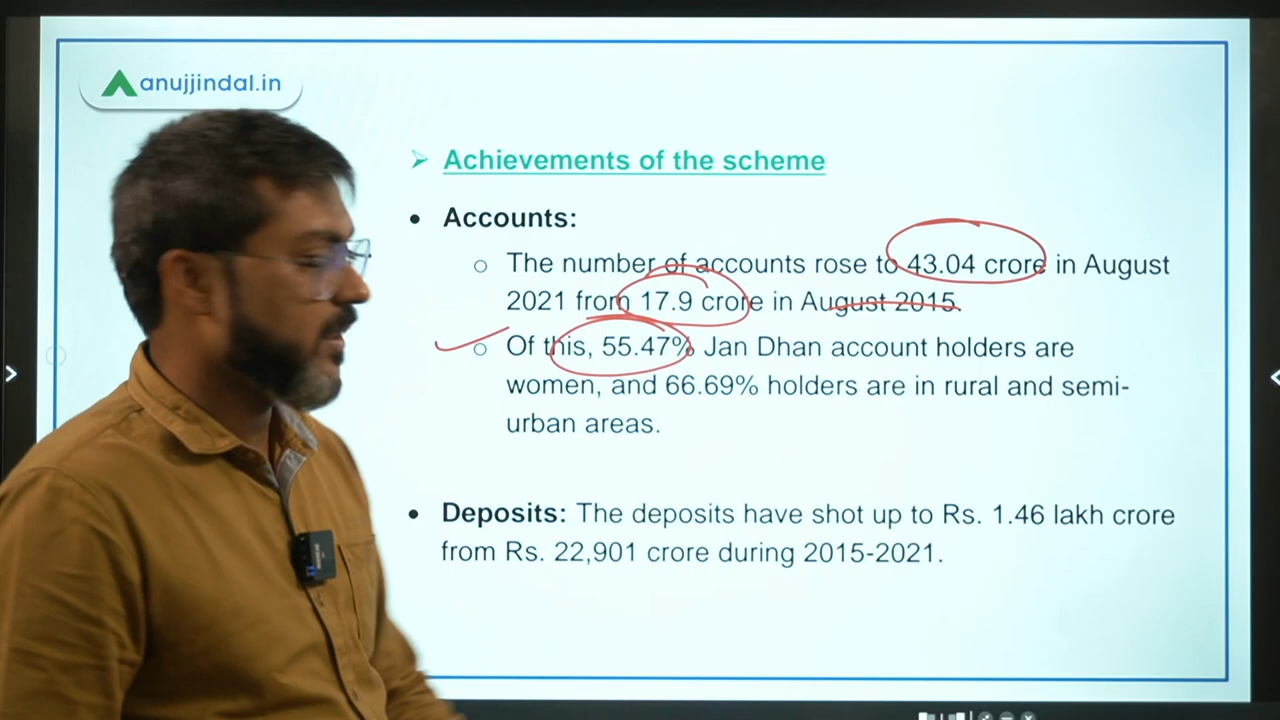 anujjindal.in
➢ Achievements of the scheme
• Accounts:
o The number of accounts rose to 43.04 crore in August
2021 from 17.9 crore in August 2015.
o Of this, 55.47% Jan Dhan account holders are
women, and 66.69% holders are in rural and semi-
urban areas.
• Deposits: The deposits have shot up to Rs. 1.46 lakh crore
from Rs. 22,901 crore during 2015-2021.